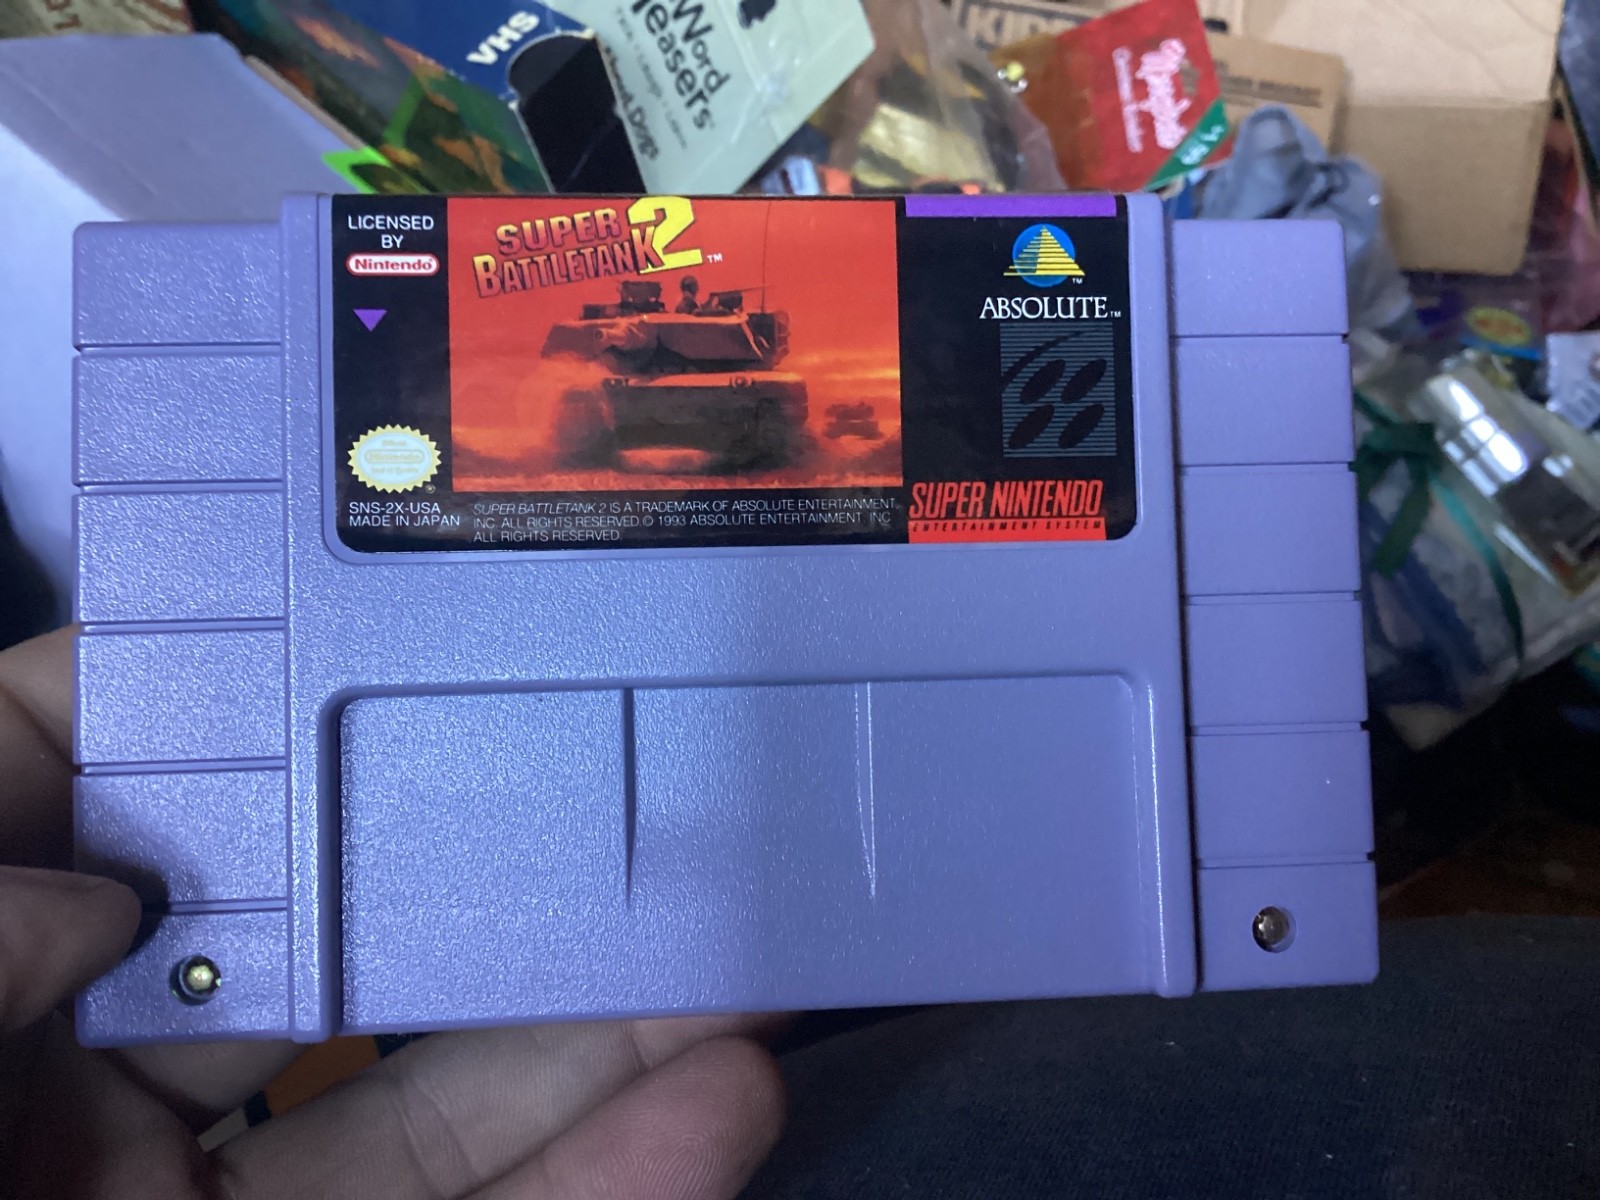 VHS
Word
Teasers
LICENSED
BY
Nintendo
SUPER
BATTLETANK 2 ™
ABSOLUTE™
Nintendo
SNS-2X-USA
MADE IN JAPAN
SUPER BATTLETANK 2 IS A TRADEMARK OF ABSOLUTE ENTERTAINMENT,
INC. ALL RIGHTS RESERVED. © 1993 ABSOLUTE ENTERTAINMENT, INC.
ALL RIGHTS RESERVED.
SUPER NINTENDO
ENTERTAINMENT SYSTEM